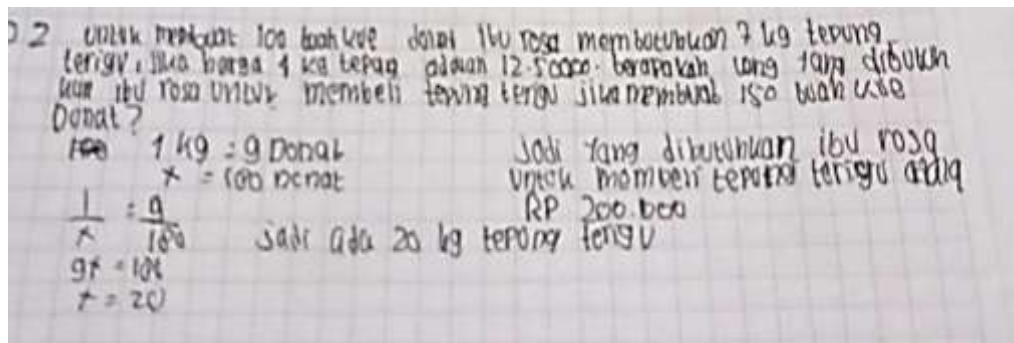 2 untuk membuat 100 buah kue donat ibu rosa membutuhkan 7 kg tepung
terigu, Jika harga 1 kg tepung adalah 12.50000. berapakah uang yang dibutuh
kan ibu rosa untuk membeli tepung terigu jika membuat 150 buah kue
Donat?
1 kg = 9 Donat
x = 100 Donat
1/x = 9/100
9x = 100
x = 20
Jadi ada 20 kg tepung terigu
Jadi yang dibutuhkan ibu rosa
untuk membeli tepung terigu adalah
RP 200.000